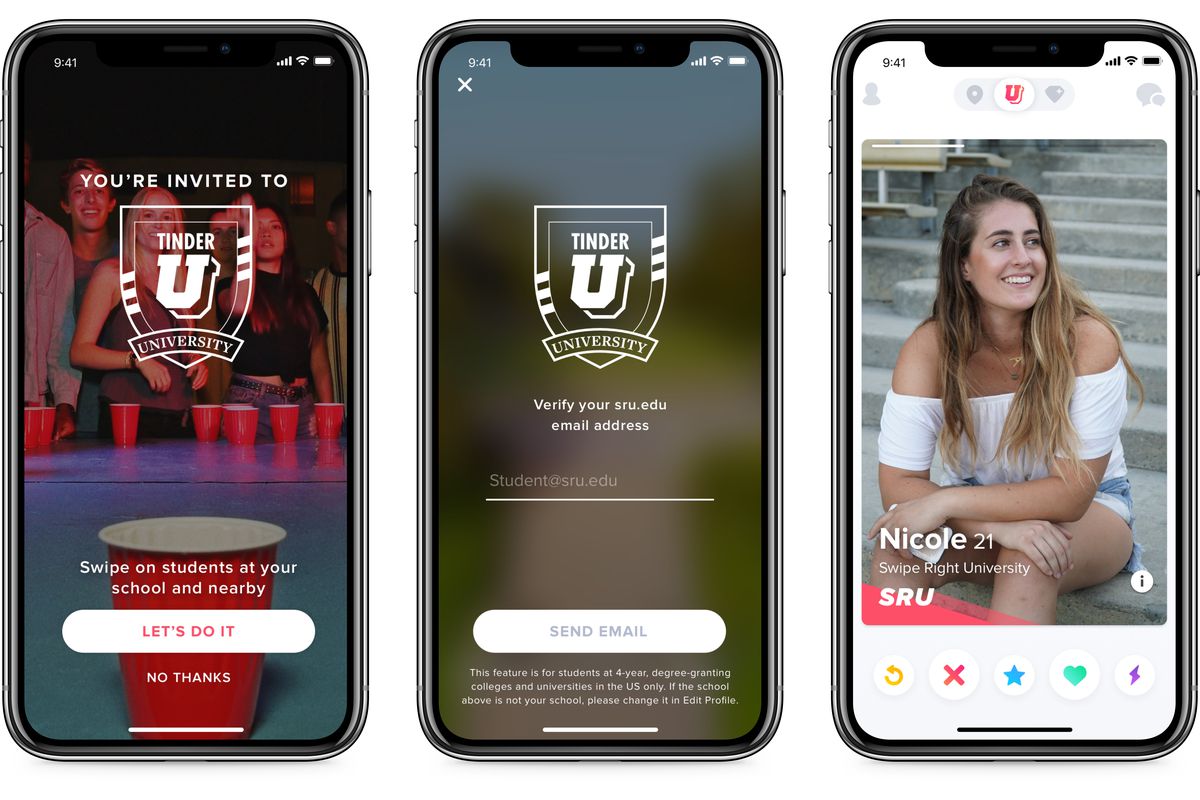 9:41
YOU'RE INVITED TO
TINDER
U
UNIVERSITY
Swipe on students at your
school and nearby
LET'S DO IT
NO THANKS
9:41
TINDER
U
UNIVERSITY
Verify your sru.edu
email address
Student@sru.edu
SEND EMAIL
This feature is for students at 4-year, degree-granting
colleges and universities in the US only. If the school
above is not your school, please change it in Edit Profile.
9:41
U
Nicole 21
Swipe Right University
SRU
i